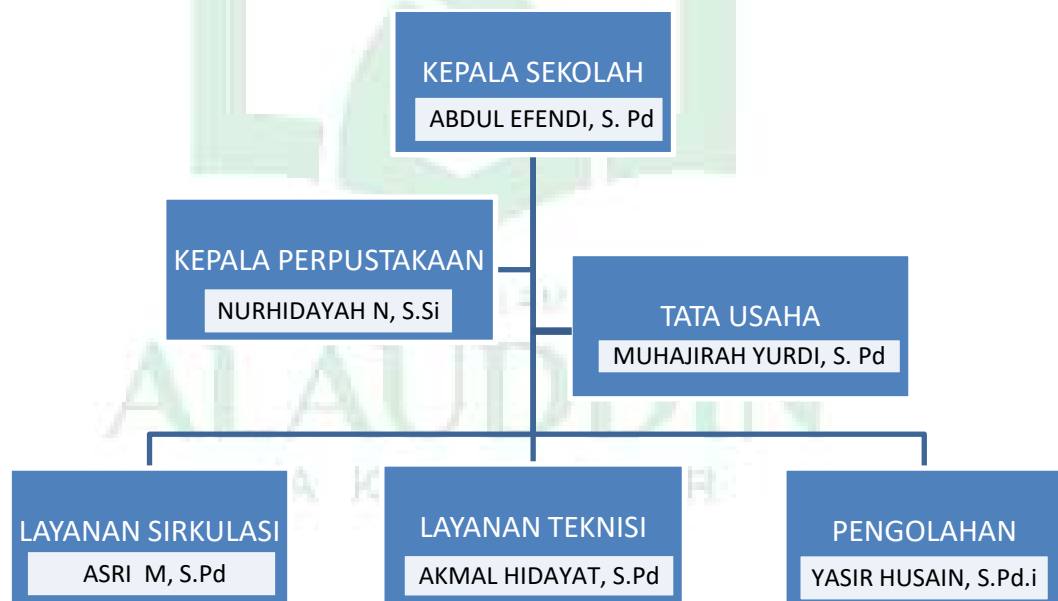 KEPALA SEKOLAH
ABDUL EFENDI, S. Pd
KEPALA PERPUSTAKAAN
NURHIDAYAH N, S.Si
TATA USAHA
MUHAJIRAH YURDI, S. Pd
ALAUDDIN
LAYANAN SIRKULASI
ASRI M, S.Pd
LAYANAN TEKNISI
AKMAL HIDAYAT, S.Pd
PENGOLAHAN
YASIR HUSAIN, S.Pd.i